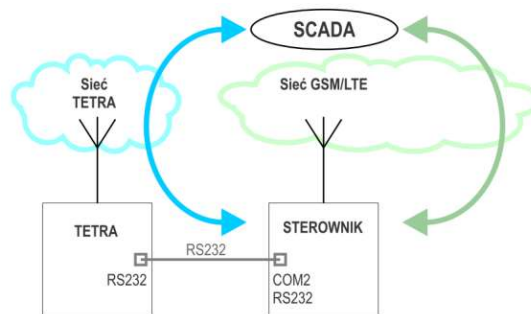 SCADA
Sieć
TETRA
Sieć GSM/LTE
TETRA
STEROWNIK
RS232
RS232
COM2
RS232